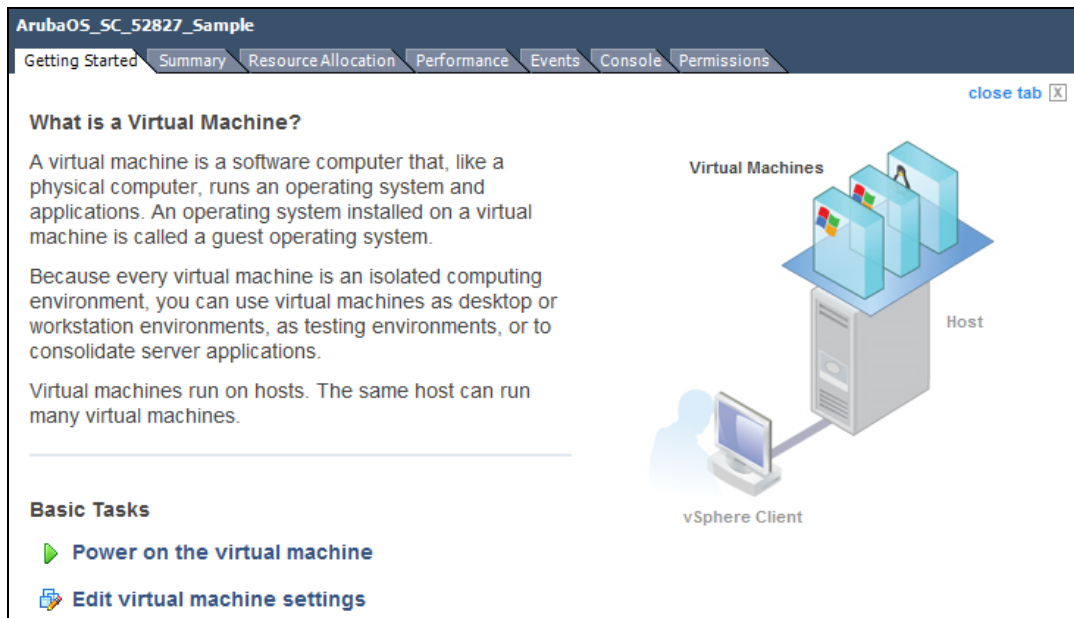 ArubaOS_SC_52827_Sample
Getting Started Summary Resource Allocation Performance Events Console Permissions
close tab X
What is a Virtual Machine?
A virtual machine is a software computer that, like a
physical computer, runs an operating system and
applications. An operating system installed on a virtual
machine is called a guest operating system.
Because every virtual machine is an isolated computing
environment, you can use virtual machines as desktop or
workstation environments, as testing environments, or to
consolidate server applications.
Virtual machines run on hosts. The same host can run
many virtual machines.
Virtual Machines
Host
vSphere Client
Basic Tasks
Power on the virtual machine
Edit virtual machine settings